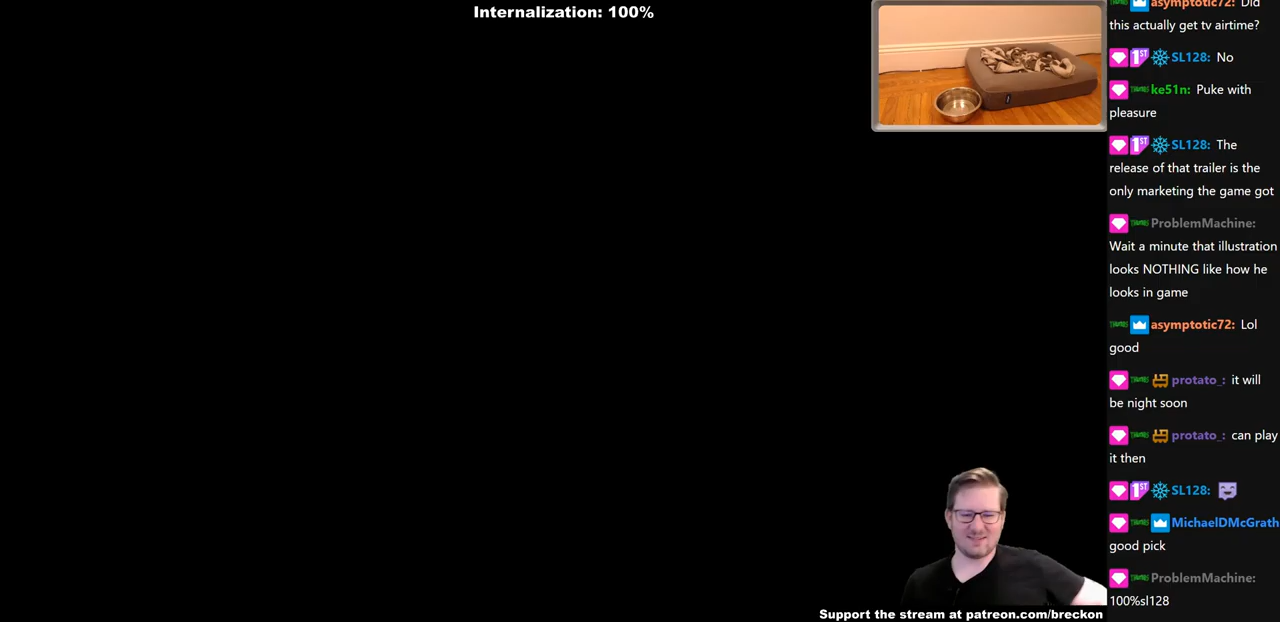 Internalization: 100%
asymptotic72: Did
this actually get tv airtime?
SL128: No
ke51n: Puke with
pleasure
SL128: The
release of that trailer is the
only marketing the game got
ProblemMachine:
Wait a minute that illustration
looks NOTHING like how he
looks in game
asymptotic72: Lol
good
protato_: it will
be night soon
protato_: can play
it then
SL128:
MichaelDMcGrath
good pick
ProblemMachine:
100%sl128
Support the stream at patreon.com/breckon